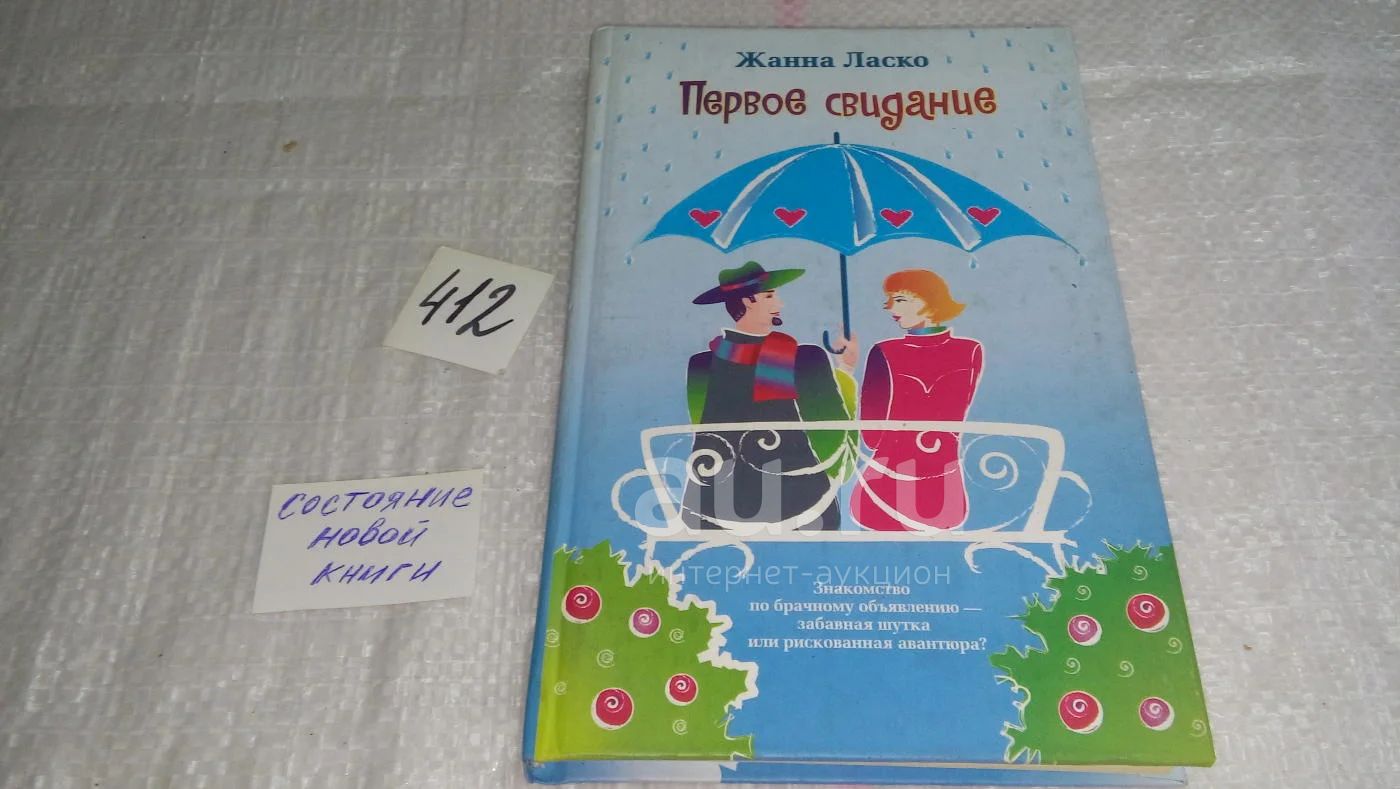 Жанна Ласко
Первое свидание
412
состояние
новой
книги
au.ru
интернет-аукцион
Знакомство
по брачному объявлению —
забавная шутка
или рискованная авантюра?